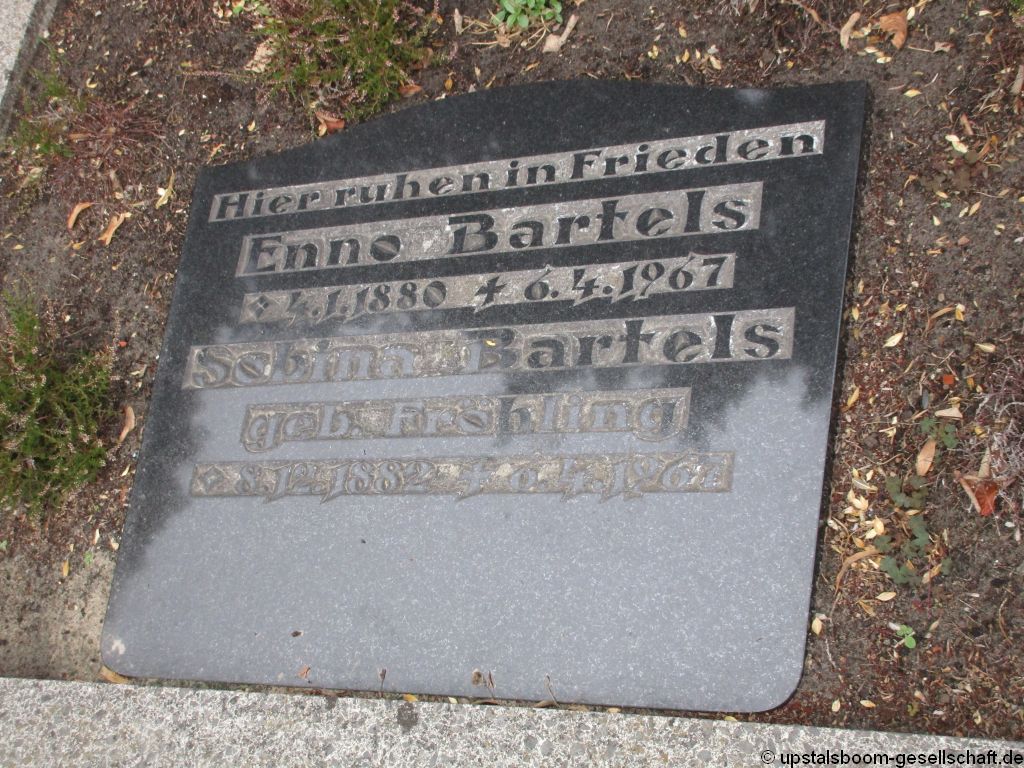 Hier ruhen in Frieden
Enno Bartels
4.1.1880 ✝ 6.4.1967
Sobina Bartels
geb. Fröhling
8.12.1882 ✝ 6.4.1967
© upstalsboom-gesellschaft.de